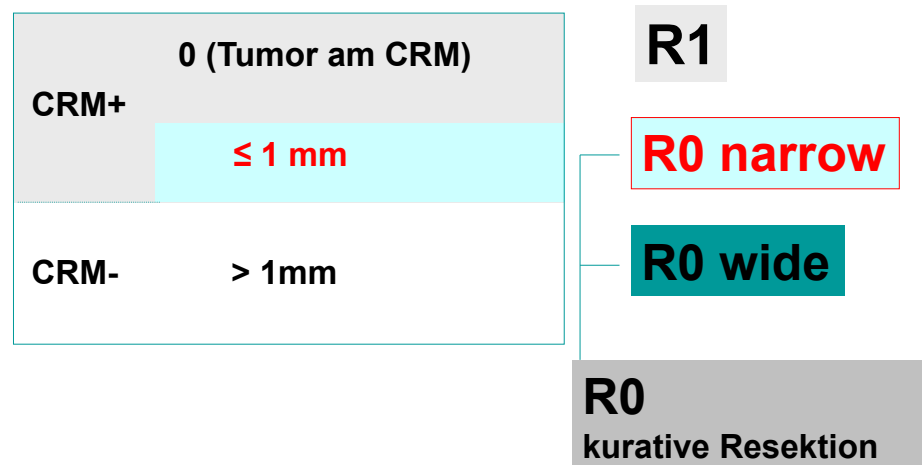 0 (Tumor am CRM)
R1
CRM+
≤ 1 mm
R0 narrow
CRM-
> 1mm
R0 wide
R0
kurative Resektion